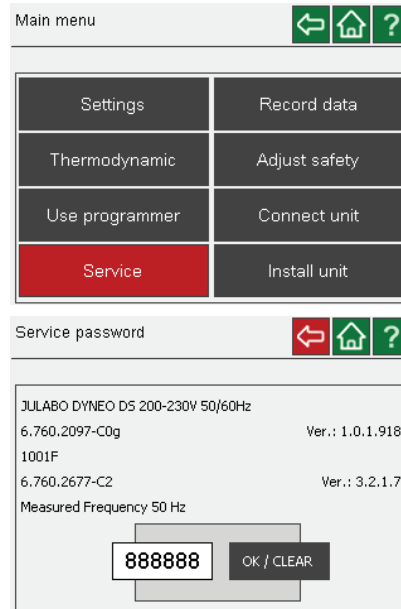 Main menu ?
Settings Record data
Thermodynamic Adjust safety
Use programmer Connect unit
Service Install unit
Service password ?
JULABO DYNEO DS 200-230V 50/60Hz
6.760.2097-C0g Ver.: 1.0.1.918
1001F
6.760.2677-C2 Ver.: 3.2.1.7
Measured Frequency 50 Hz
888888 OK / CLEAR